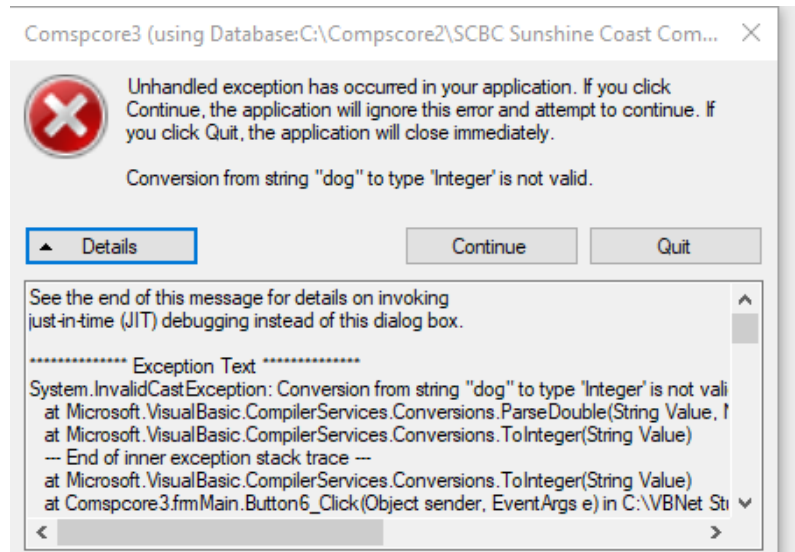 Comspcore3 (using Database:C:\Compscore2\SCBC Sunshine Coast Com...
Unhandled exception has occurred in your application. If you click
Continue, the application will ignore this error and attempt to continue. If
you click Quit, the application will close immediately.
Conversion from string "dog" to type 'Integer' is not valid.
Details
Continue
Quit
See the end of this message for details on invoking
just-in-time (JIT) debugging instead of this dialog box.
************** Exception Text **************
System.InvalidCastException: Conversion from string "dog" to type 'Integer' is not vali
at Microsoft.VisualBasic.CompilerServices.Conversions.ParseDouble(String Value,
at Microsoft.VisualBasic.CompilerServices.Conversions.ToInteger(String Value)
--- End of inner exception stack trace ---
at Microsoft.VisualBasic.CompilerServices.Conversions.ToInteger(String Value)
at Comspcore3.frmMain.Button6_Click(Object sender, EventArgs e) in C:\VBNet